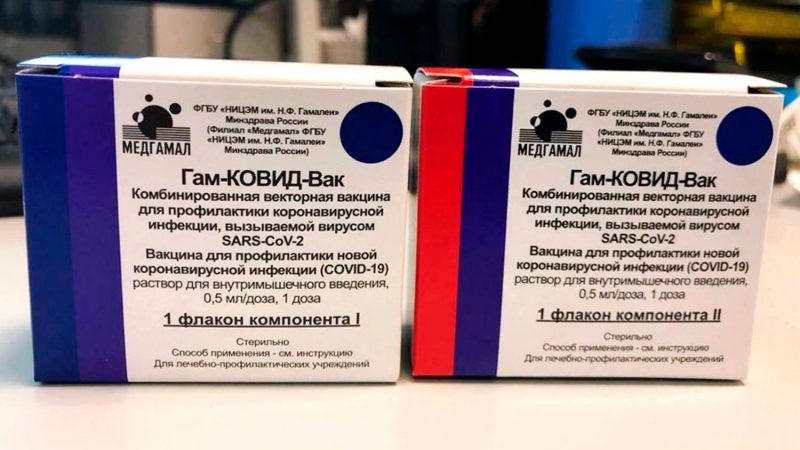 МЕДГАМАЛ
ФГБУ «НИЦЭМ им. Н.Ф. Гамалеи»
Минздрава России
(Филиал «Медгамал» ФГБУ
«НИЦЭМ им. Н.Ф. Гамалеи»
Минздрава России)
Гам-КОВИД-Вак
Комбинированная векторная вакцина
для профилактики коронавирусной
инфекции, вызываемой вирусом
SARS-CoV-2
Вакцина для профилактики новой
коронавирусной инфекции (COVID-19)
раствор для внутримышечного введения,
0,5 мл/доза, 1 доза
1 флакон компонента I
Стерильно
Способ применения - см. инструкцию
Для лечебно-профилактических учреждений
МЕДГАМАЛ
ФГБУ «НИЦЭМ им. Н.Ф. Гамалеи»
Минздрава России
(Филиал «Медгамал» ФГБУ
«НИЦЭМ им. Н.Ф. Гамалеи»
Минздрава России)
Гам-КОВИД-Вак
Комбинированная векторная вакцина
для профилактики коронавирусной
инфекции, вызываемой вирусом
SARS-CoV-2
Вакцина для профилактики новой
коронавирусной инфекции (COVID-19)
раствор для внутримышечного введения,
0,5 мл/доза, 1 доза
1 флакон компонента II
Стерильно
Способ применения - см. инструкцию
Для лечебно-профилактических учреждений